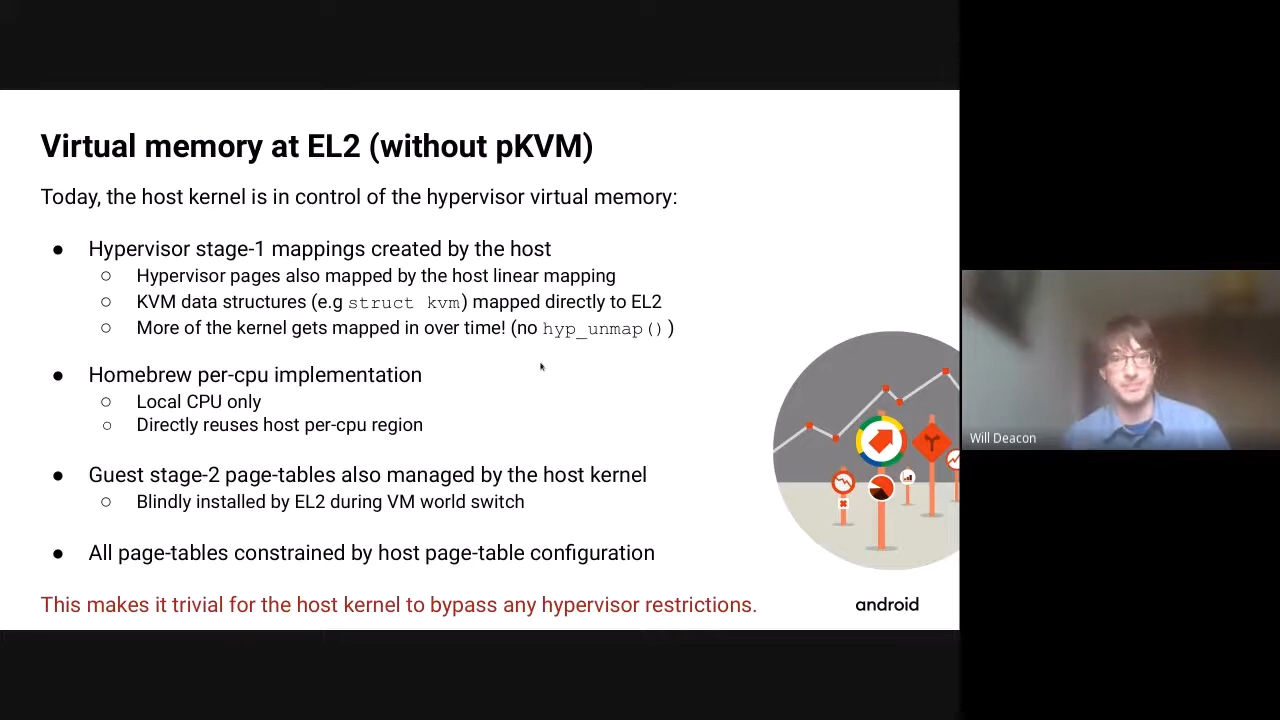 Virtual memory at EL2 (without pKVM)
Today, the host kernel is in control of the hypervisor virtual memory:
● Hypervisor stage-1 mappings created by the host
○ Hypervisor pages also mapped by the host linear mapping
○ KVM data structures (e.g struct kvm) mapped directly to EL2
○ More of the kernel gets mapped in over time! (no hyp_unmap())
● Homebrew per-cpu implementation
○ Local CPU only
○ Directly reuses host per-cpu region
● Guest stage-2 page-tables also managed by the host kernel
○ Blindly installed by EL2 during VM world switch
● All page-tables constrained by host page-table configuration
This makes it trivial for the host kernel to bypass any hypervisor restrictions.
android
Will Deacon